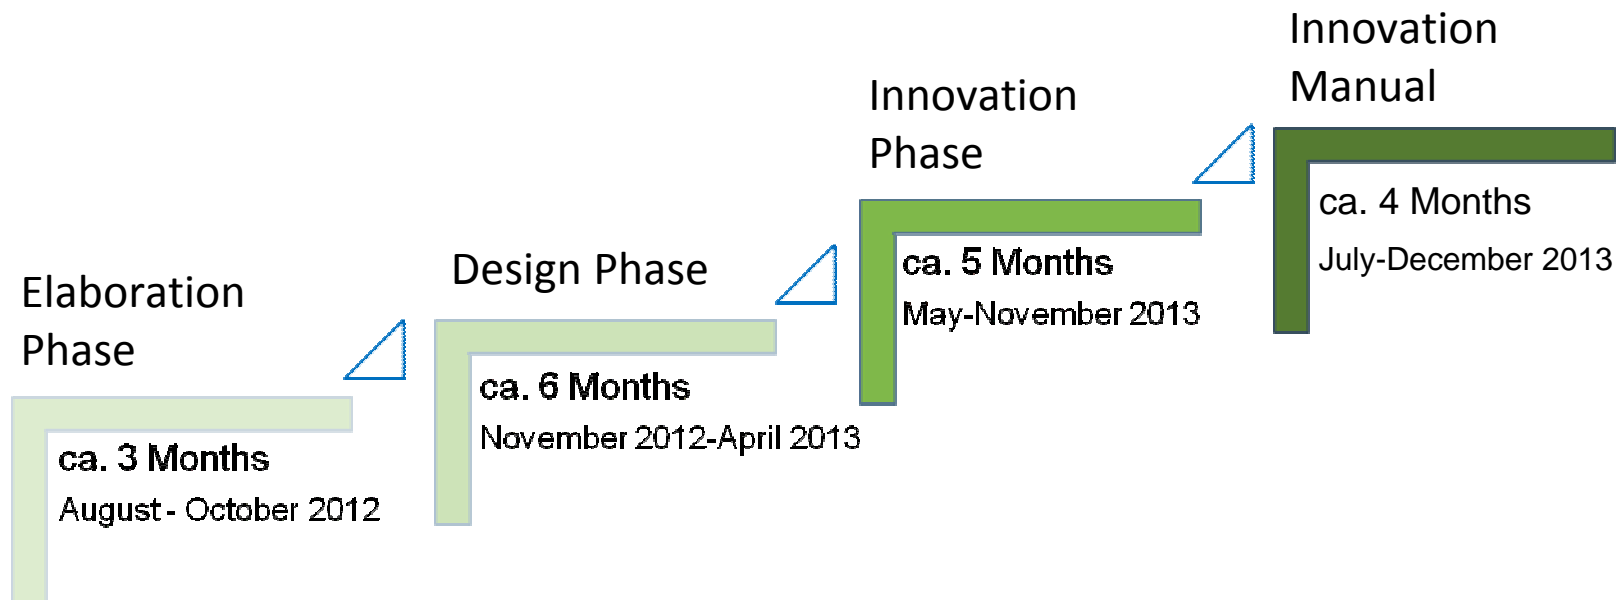 Elaboration
Phase
ca. 3 Months
August - October 2012
Design Phase
ca. 6 Months
November 2012-April 2013
Innovation
Phase
ca. 5 Months
May-November 2013
Innovation
Manual
ca. 4 Months
July-December 2013